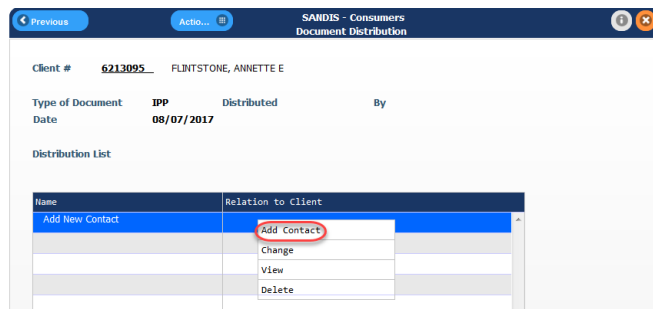 Previous Actio... SANDIS - Consumers
Document Distribution
Client # 6213095 FLINTSTONE, ANNETTE E
Type of Document IPP Distributed By
Date 08/07/2017
Distribution List
Name Relation to Client
Add New Contact
Add Contact
Change
View
Delete